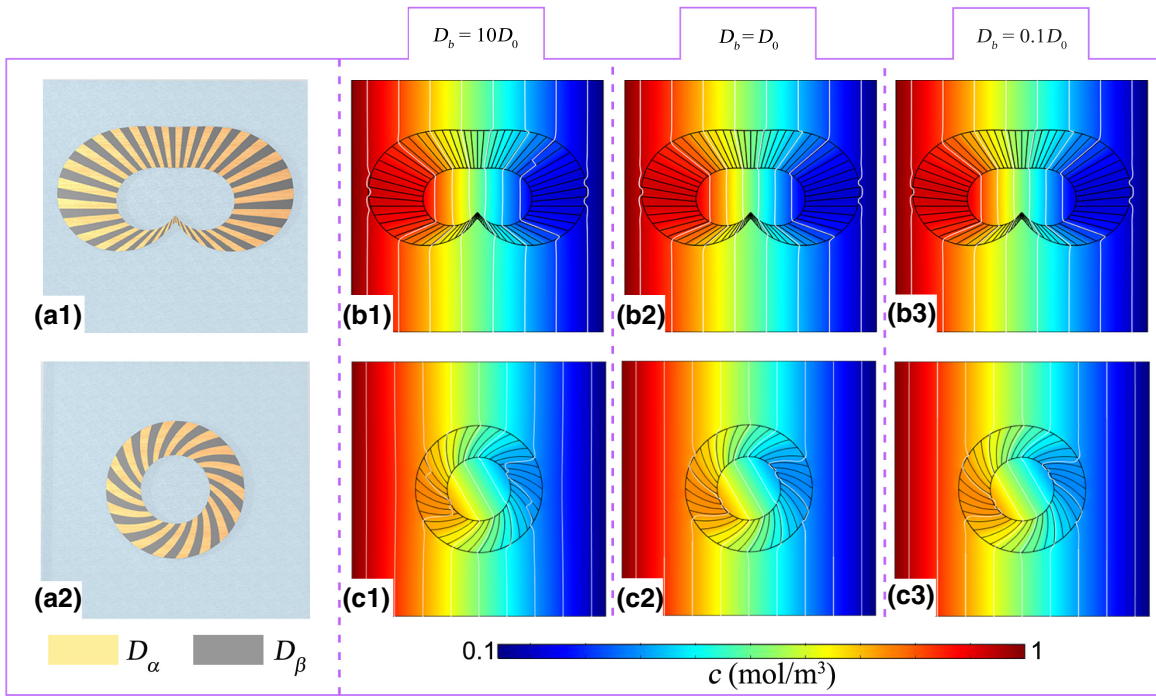 D_b = 10D_0
D_b = D_0
D_b = 0.1D_0
(a1)
(b1)
(b2)
(b3)
(a2)
(c1)
(c2)
(c3)
D_α
D_β
0.1
1
c (mol/m³)